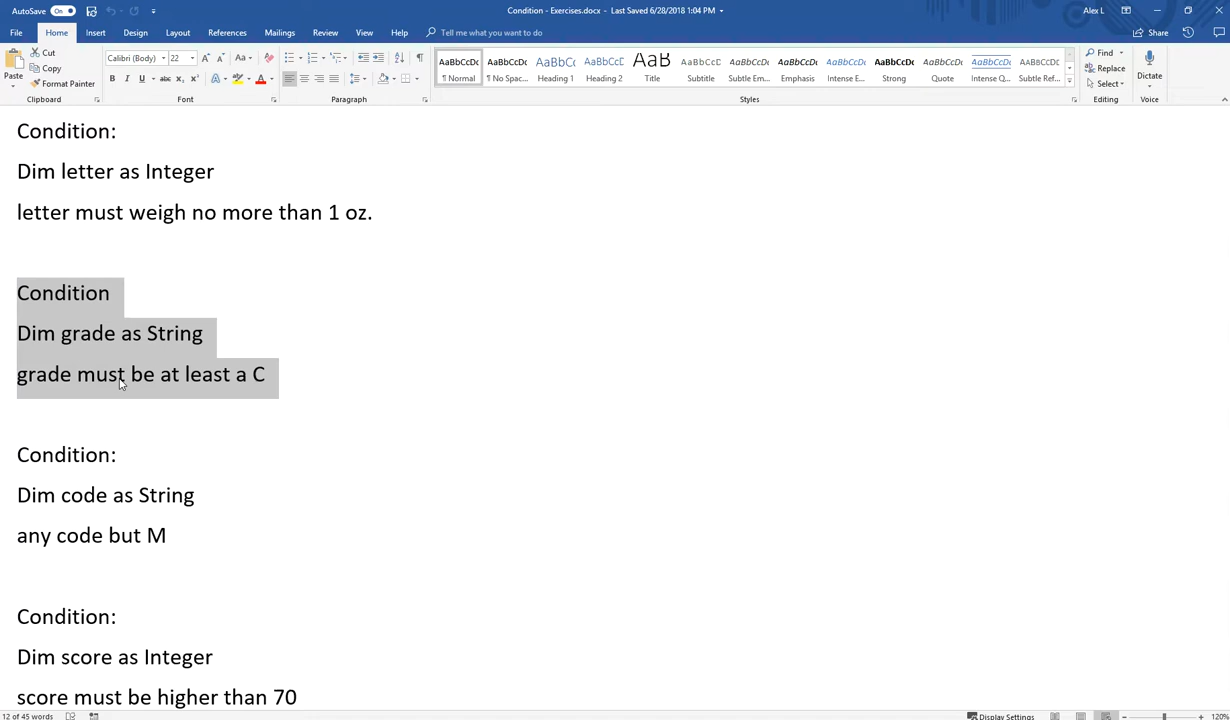 AutoSave On
Condition - Exercises.docx - Last Saved 6/28/2018 1:04 PM
Alex L
File Home Insert Design Layout References Mailings Review View Help Tell me what you want to do Share
Paste
Cut
Copy
Format Painter
Calibri (Body) 22
B I U abc A A
Aa
AaBbCcDc AaBbCcDc AaBbC( AaBbCcC AaB AaBbCcC AaBbCcDc AaBbCcDc AaBbCcDc AaBbCcDc AaBbCcDc AaBbCcDc AaBbCcDc
¶ Normal ¶ No Spac... Heading 1 Heading 2 Title Subtitle Subtle Em... Emphasis Intense E... Strong Quote Intense Q... Subtle Ref...
Find
Replace
Select
Dictate
Clipboard Font Paragraph Styles Editing Voice
Condition:
Dim letter as Integer
letter must weigh no more than 1 oz.
Condition
Dim grade as String
grade must be at least a C
Condition:
Dim code as String
any code but M
Condition:
Dim score as Integer
score must be higher than 70
12 of 45 words
Display Settings
120%